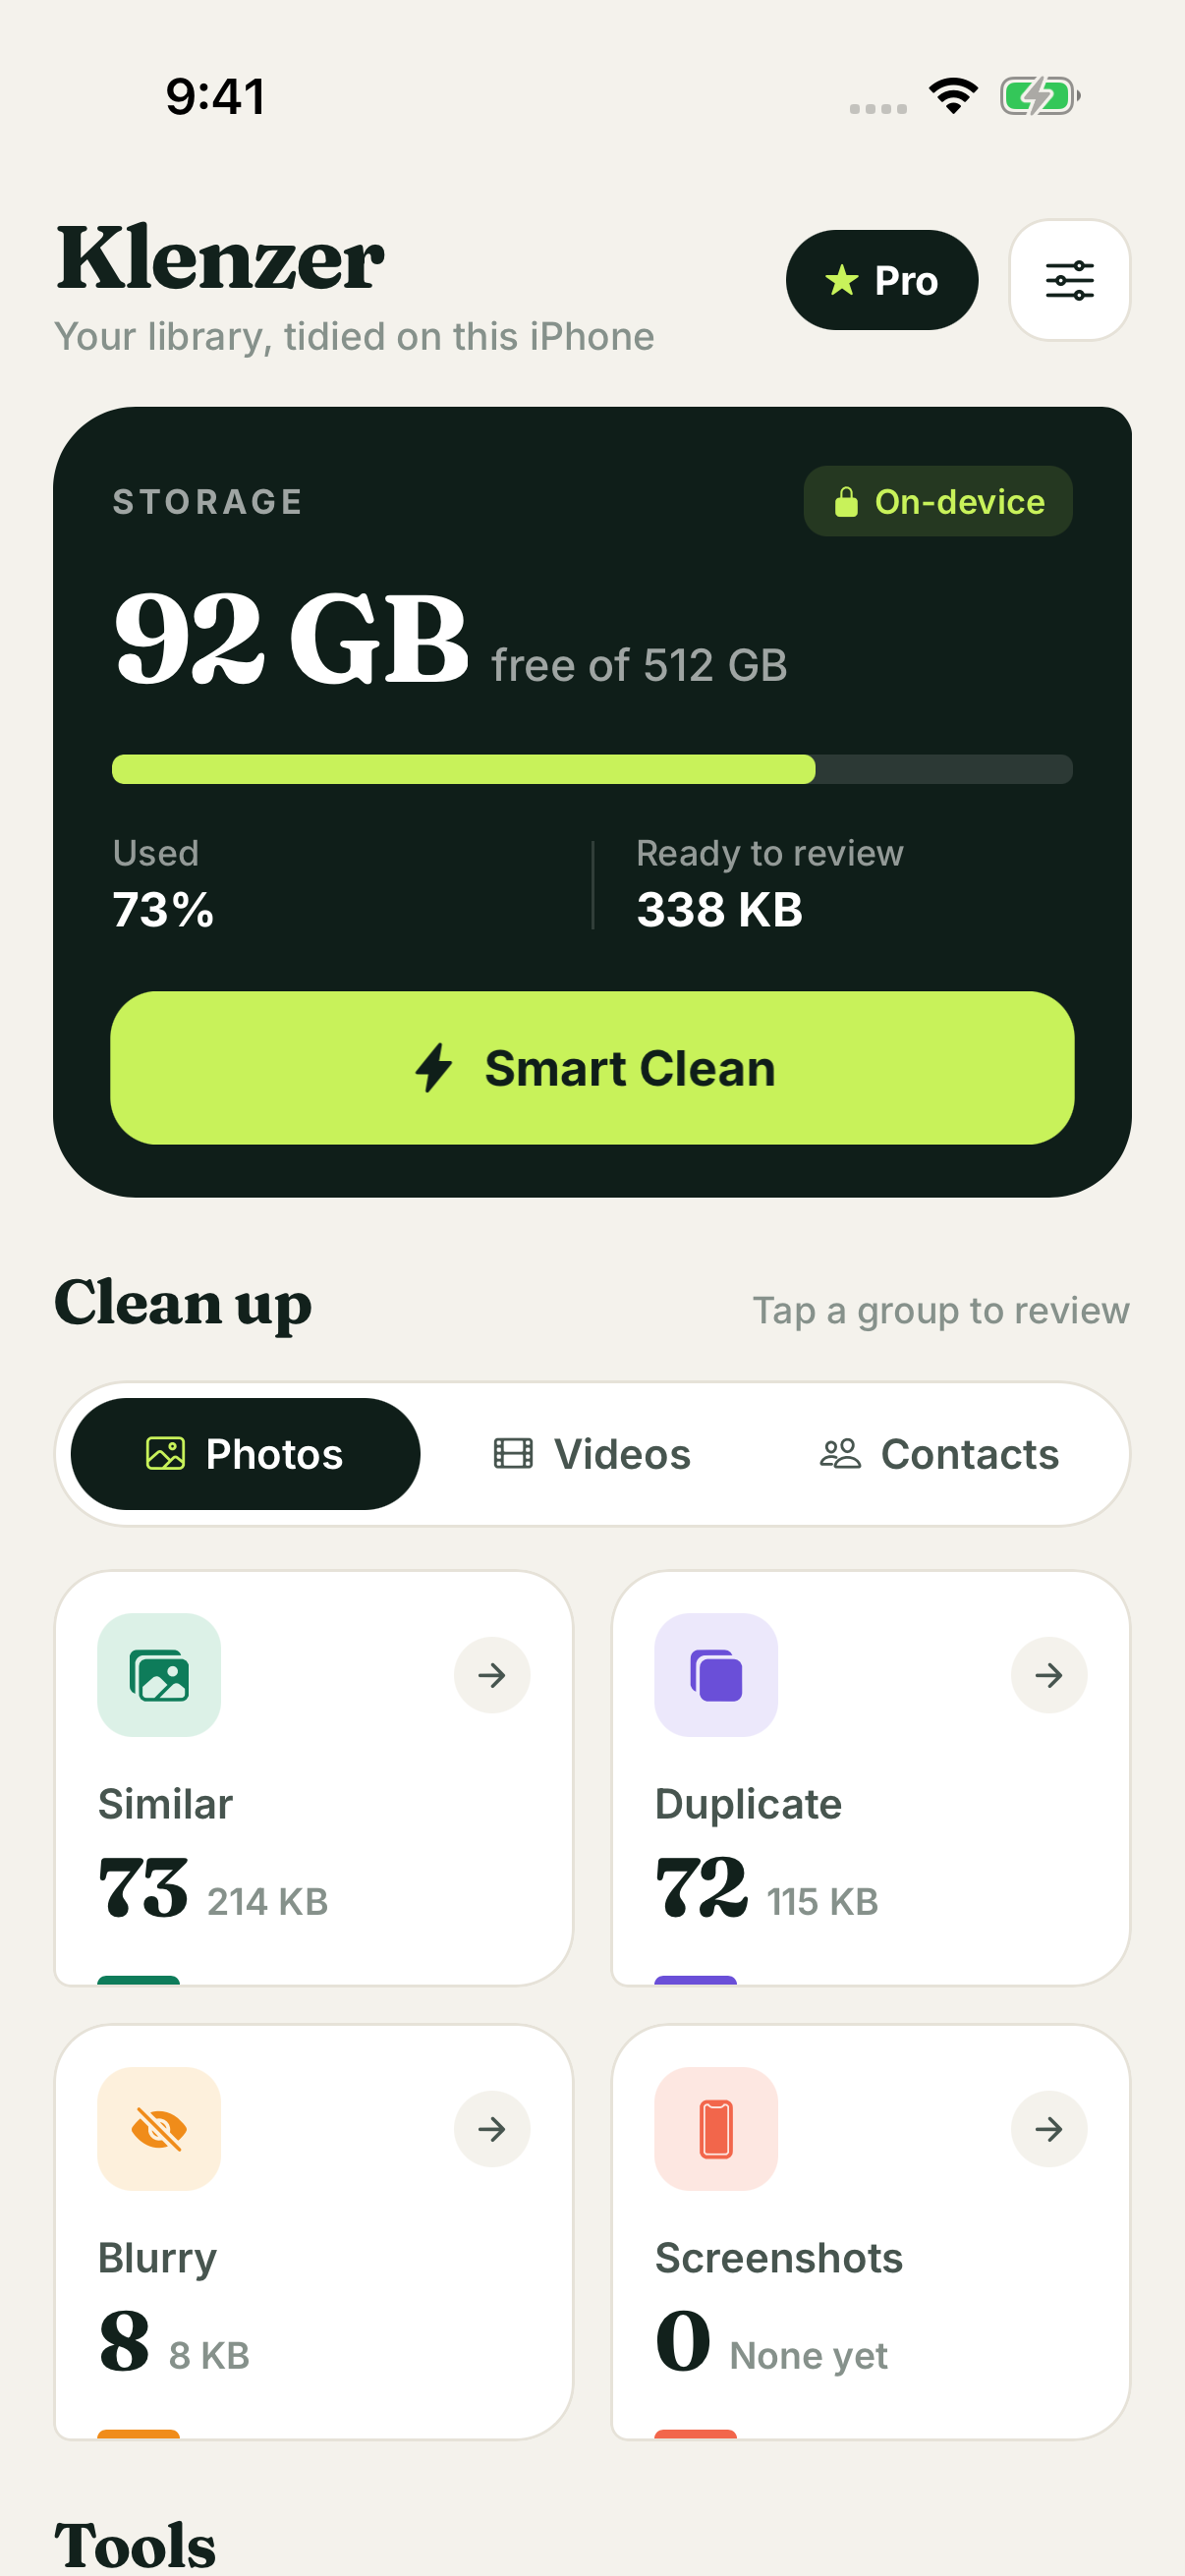 9:41
Klenzer
Pro
Your library, tidied on this iPhone
STORAGE
On-device
92 GB free of 512 GB
Used
73%
Ready to review
338 KB
Smart Clean
Clean up
Tap a group to review
Photos
Videos
Contacts
Similar
73 214 KB
Duplicate
72 115 KB
Blurry
8 8 KB
Screenshots
0 None yet
Tools